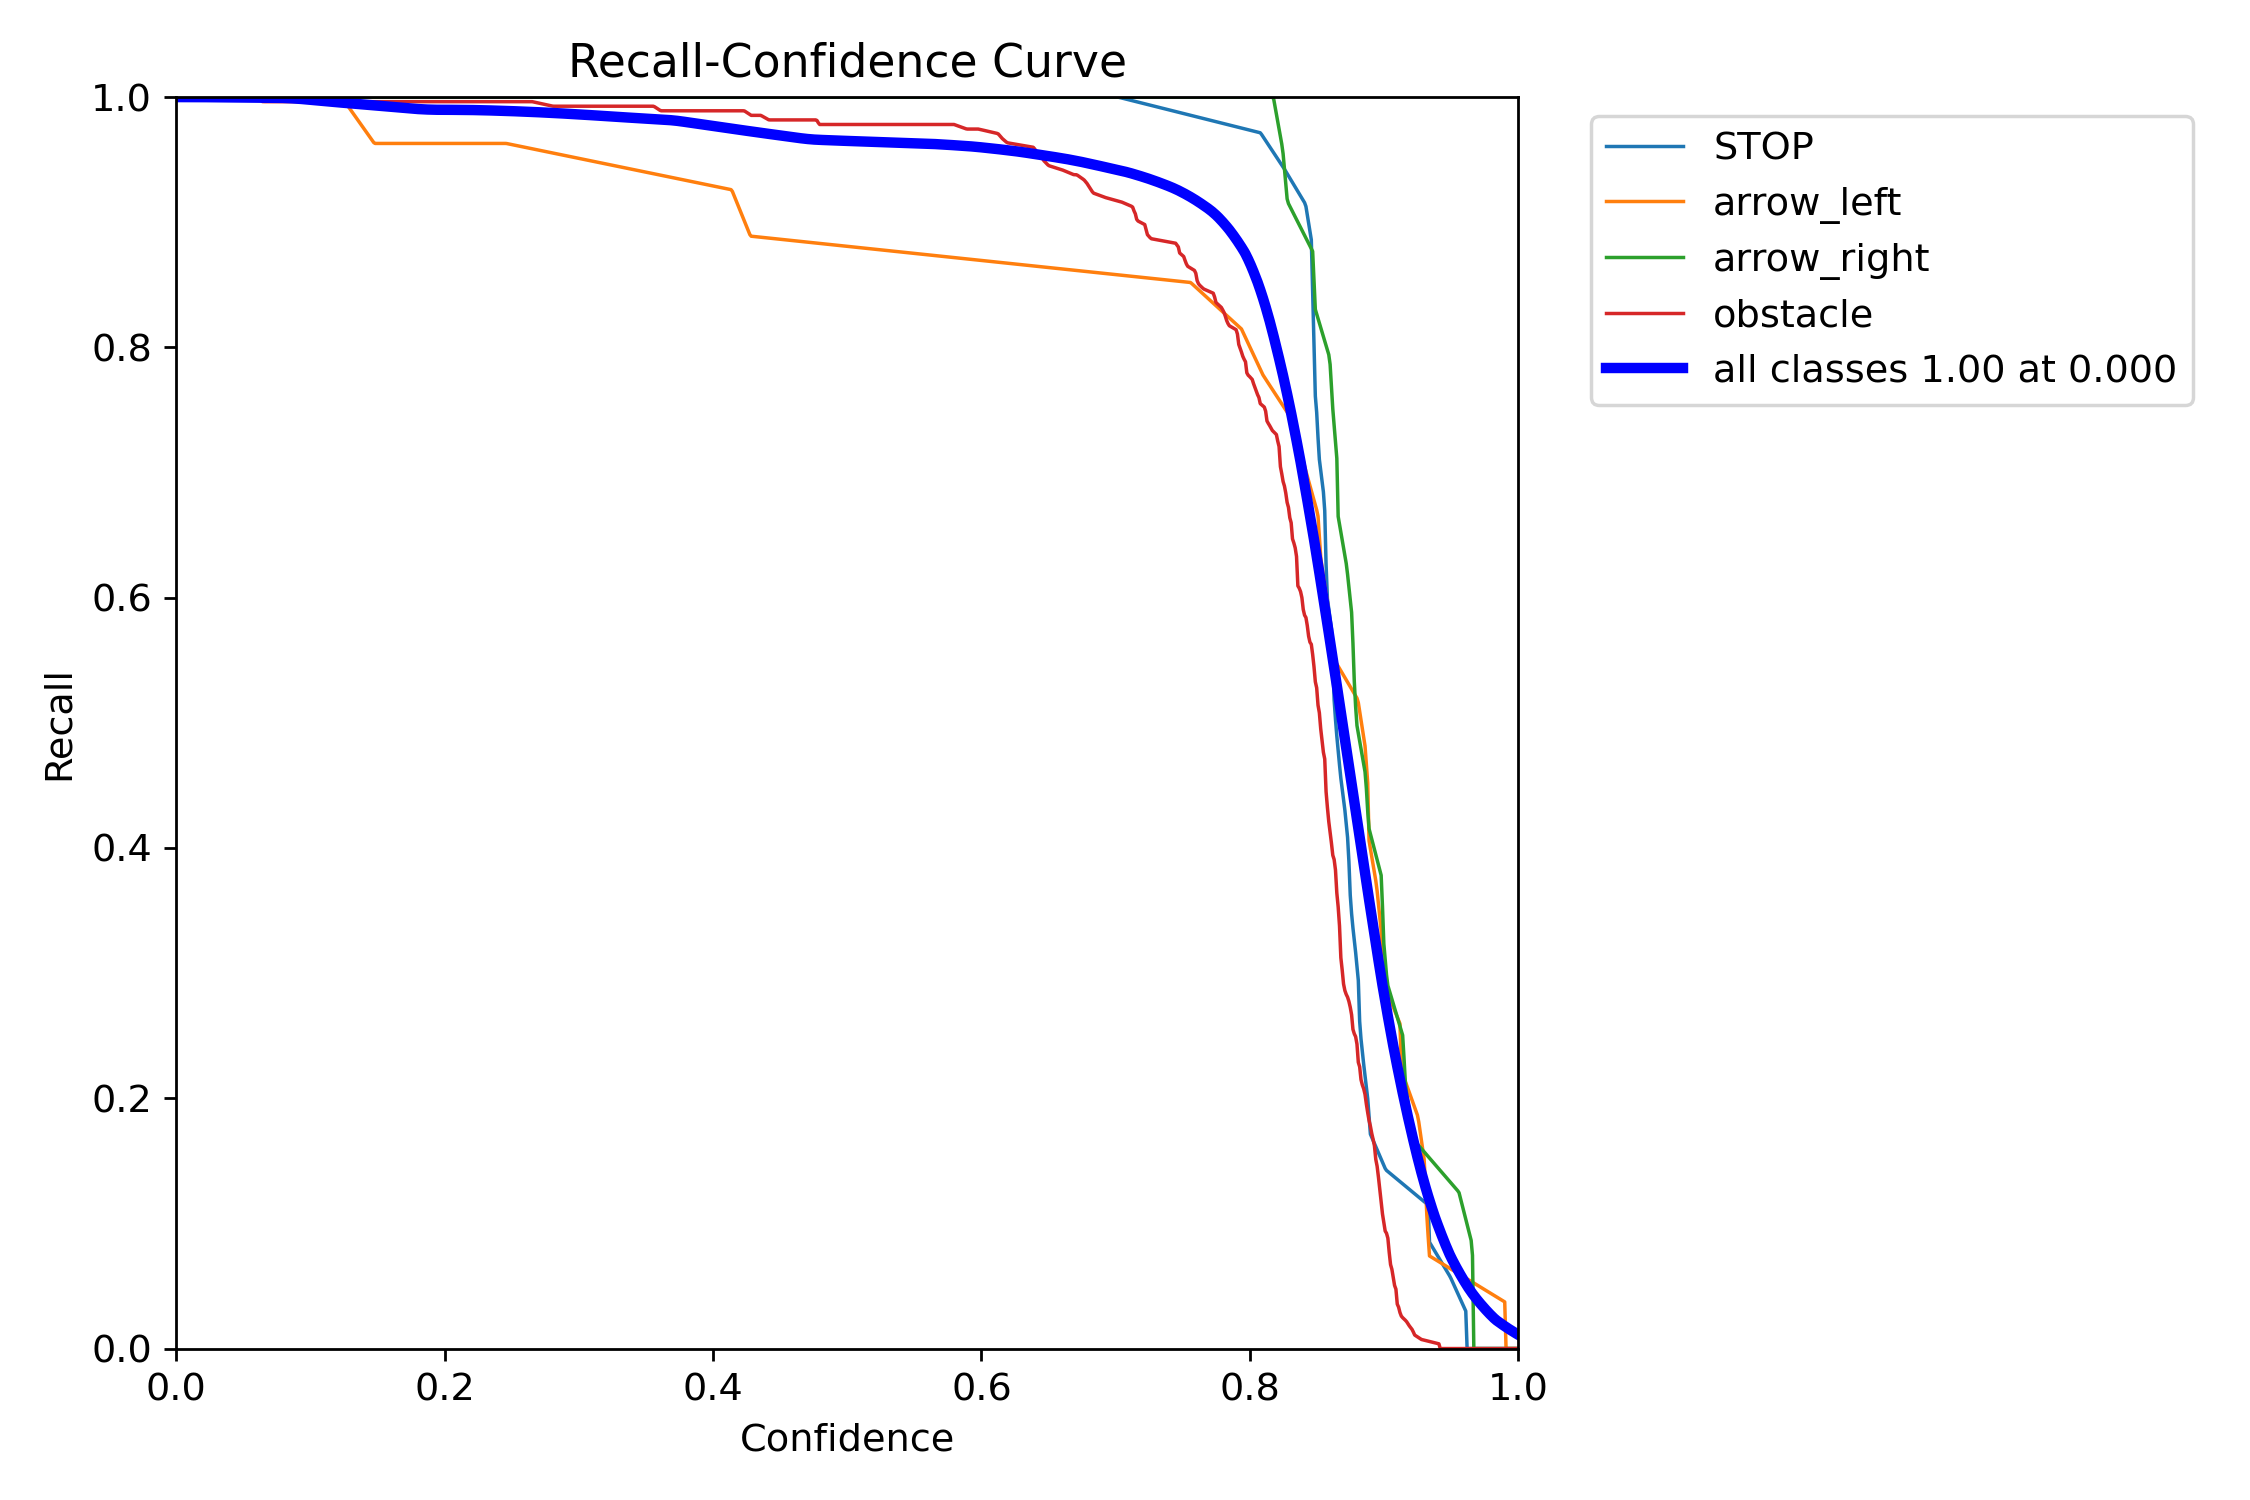 Recall-Confidence Curve
1.0
0.8
0.6
0.4
0.2
0.0
Recall
0.0 0.2 0.4 0.6 0.8 1.0
Confidence
STOP
arrow_left
arrow_right
obstacle
all classes 1.00 at 0.000